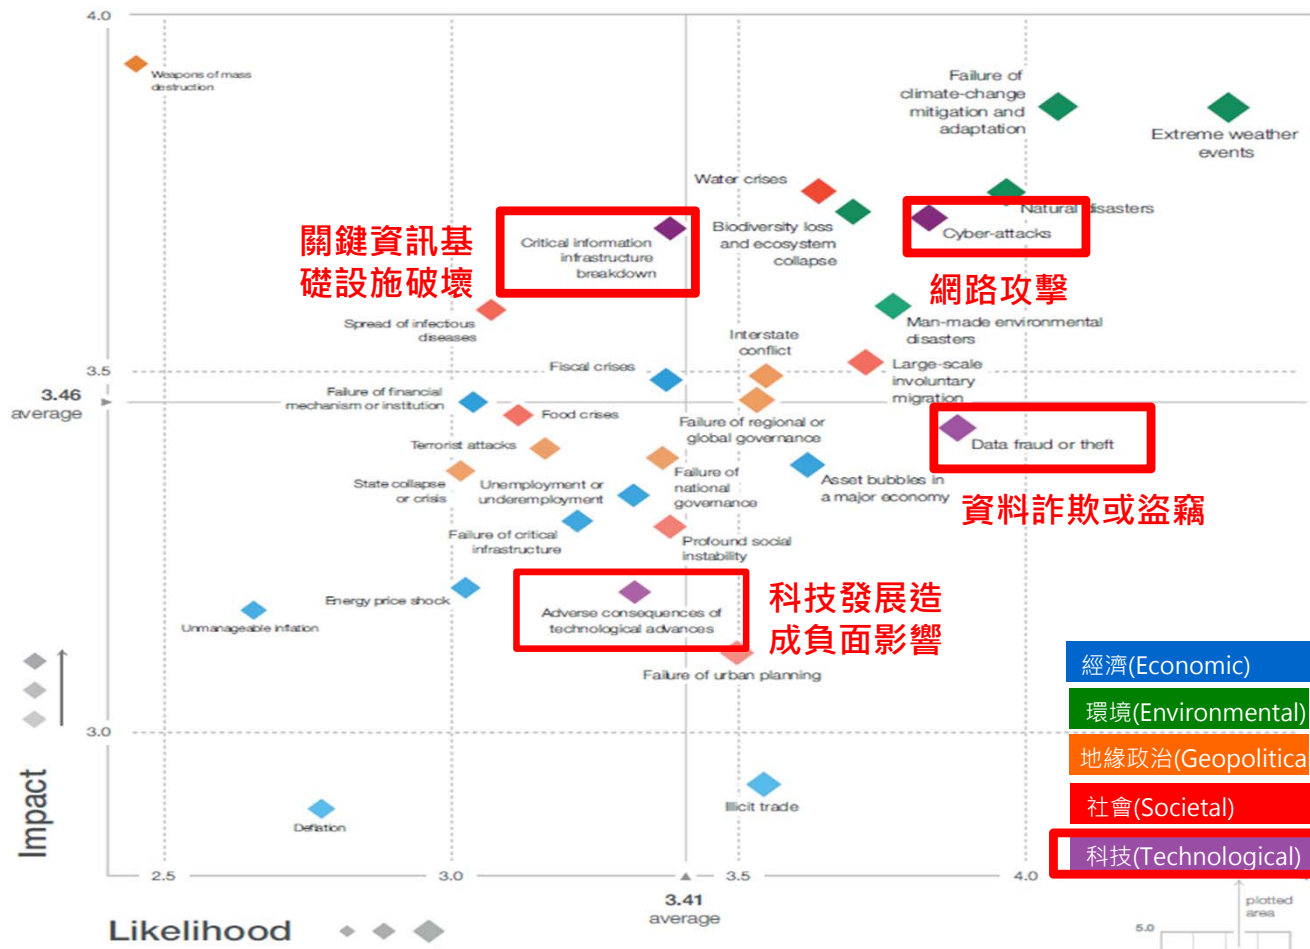 4.0
Weapons of mass
destruction
Failure of
climate-change
mitigation and
adaptation
Extreme weather
events
Water crises
Natural disasters
Biodiversity loss
and ecosystem
collapse
Cyber-attacks
網路攻擊
關鍵資訊基
礎設施破壞
Critical information
infrastructure
breakdown
Spread of infectious
diseases
Man-made environmental
disasters
Interstate
conflict
3.5
Fiscal crises
Large-scale
involuntary
migration
3.46
average
Failure of financial
mechanism or institution
Food crises
Failure of regional or
global governance
Data fraud or theft
資料詐欺或盜竊
Terrorist attacks
State collapse
or crisis
Unemployment or
underemployment
Failure of
national
governance
Asset bubbles in
a major economy
Failure of critical
infrastructure
Profound social
instability
Energy price shock
Unmanageable inflation
Adverse consequences of
technological advances
科技發展造
成負面影響
Failure of urban planning
3.0
Illicit trade
Deflation
Impact
經濟(Economic)
環境(Environmental)
地緣政治(Geopolitica
社會(Societal)
科技(Technological)
2.5
3.0
3.5
4.0
3.41
average
Likelihood
plotted
area
5.0